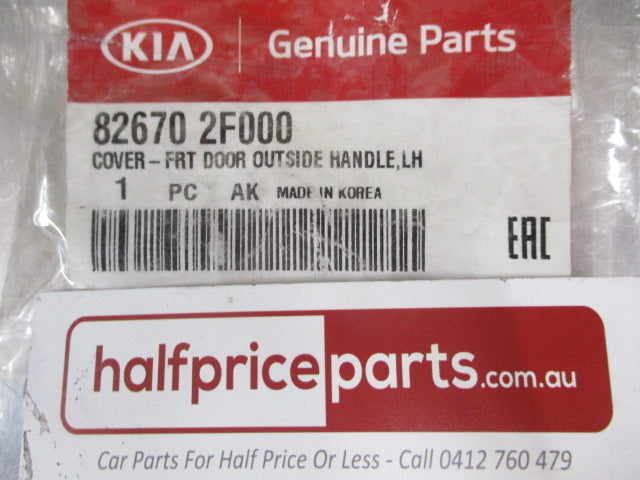 KIA Genuine Parts
82670 2F000
COVER-FRT DOOR OUTSIDE HANDLE,LH
1 PC AK MADE IN KOREA
EAC
halfpriceparts.com.au
Car Parts For Half Price Or Less - Call 0412 760 479